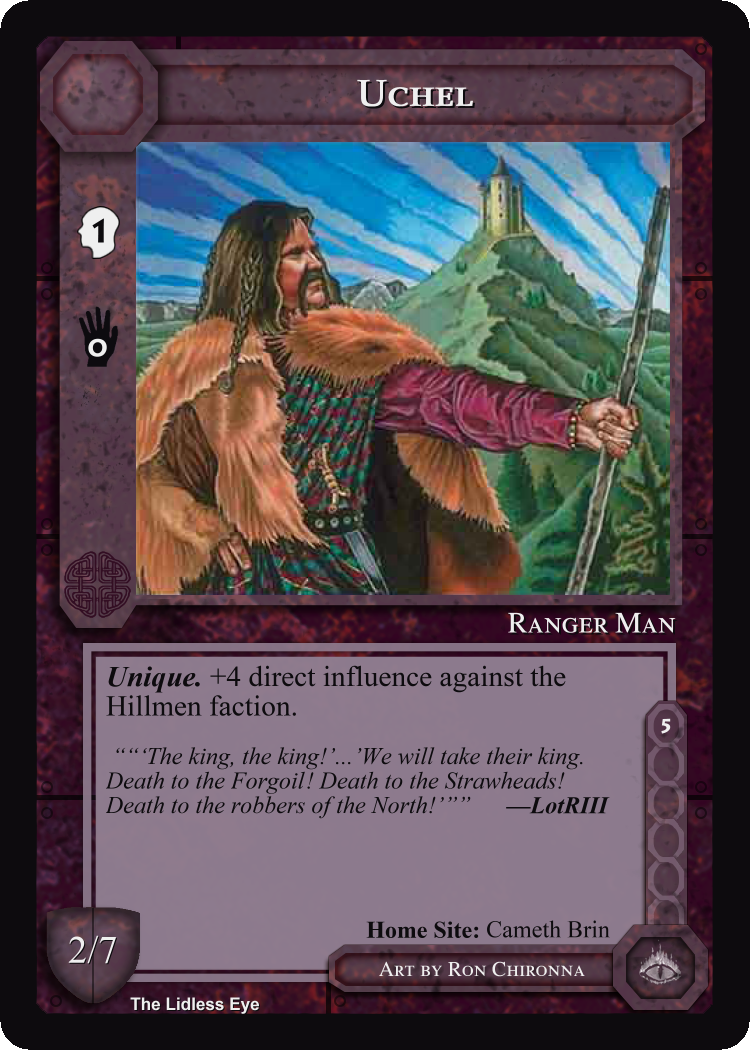 Uchel
1
0
Ranger Man
Unique. +4 direct influence against the
Hillmen faction.
5
““‘The king, the king!’...’We will take their king.
Death to the Forgoil! Death to the Strawheads!
Death to the robbers of the North!’”” —LotRIII
Home Site: Cameth Brin
2/7
Art by Ron Chironna
The Lidless Eye